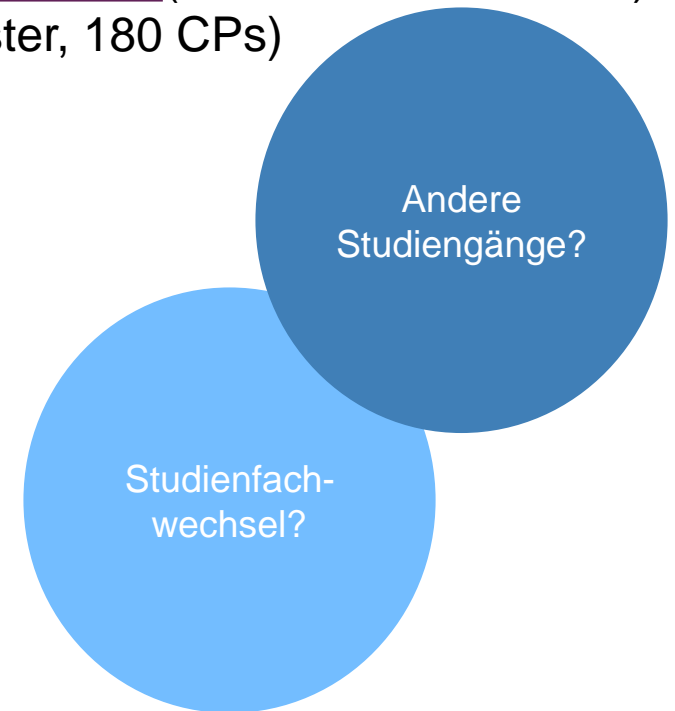 ster, 180 CPs)
Andere
Studiengänge?
Studienfach-
wechsel?